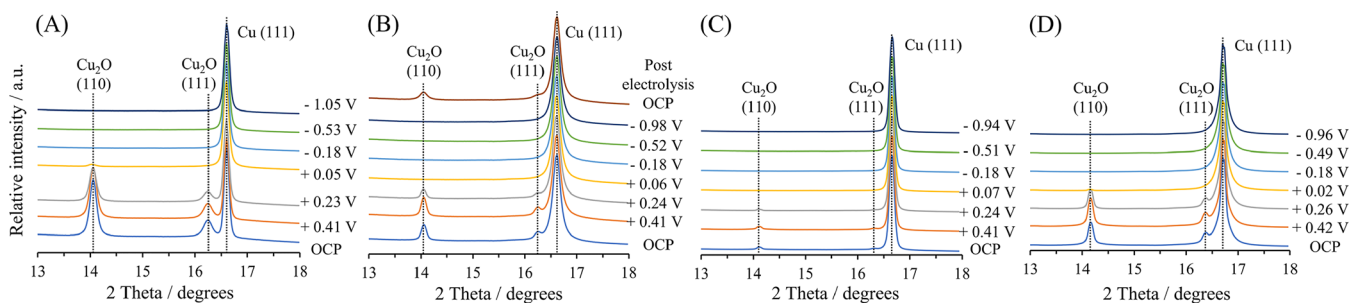 (A)
Cu (111)
Cu₂O
(110)
Cu₂O
(111)
- 1.05 V
- 0.53 V
- 0.18 V
+ 0.05 V
+ 0.23 V
+ 0.41 V
OCP
Relative intensity / a.u.
13 14 15 16 17 18
2 Theta / degrees
(B)
Cu (111)
Cu₂O
(110)
Cu₂O
(111)
Post
electrolysis
OCP
- 0.98 V
- 0.52 V
- 0.18 V
+ 0.06 V
+ 0.24 V
+ 0.41 V
OCP
13 14 15 16 17 18
2 Theta / degrees
(C)
Cu (111)
Cu₂O
(110)
Cu₂O
(111)
- 0.94 V
- 0.51 V
- 0.18 V
+ 0.07 V
+ 0.24 V
+ 0.41 V
OCP
13 14 15 16 17 18
2 Theta / degrees
(D)
Cu (111)
Cu₂O
(110)
Cu₂O
(111)
- 0.96 V
- 0.49 V
- 0.18 V
+ 0.02 V
+ 0.26 V
+ 0.42 V
OCP
13 14 15 16 17 18
2 Theta / degrees